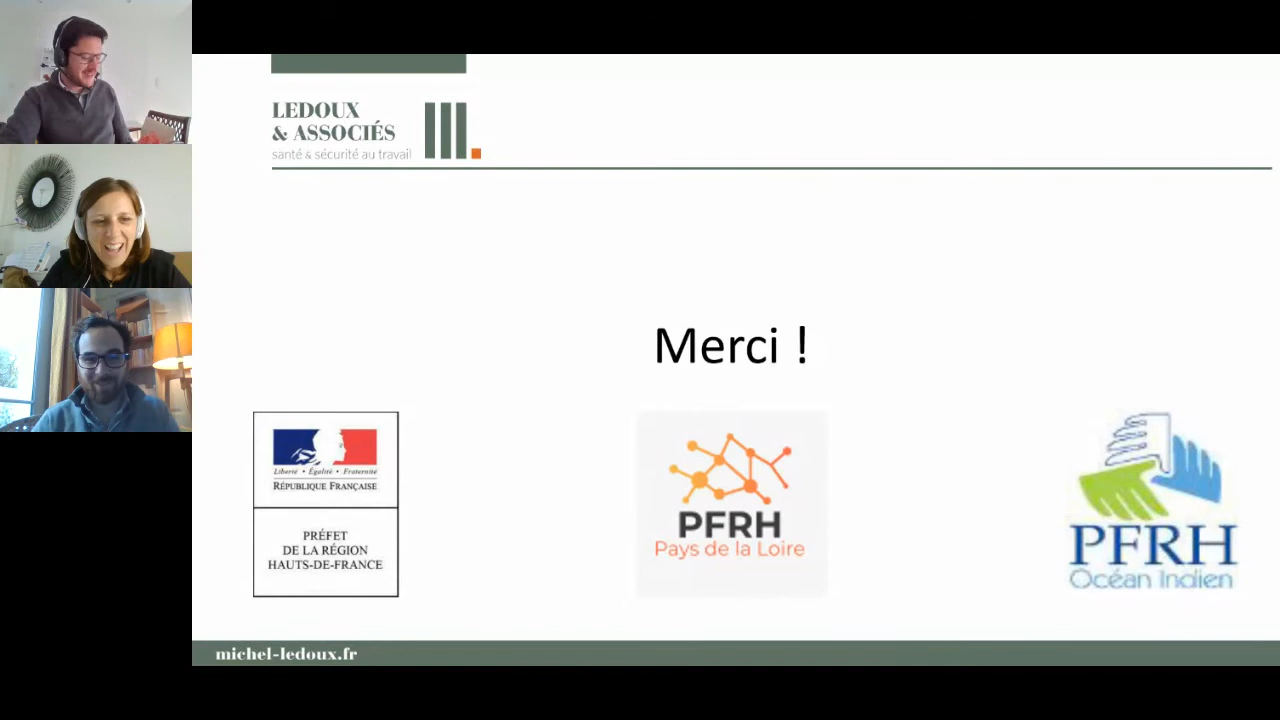 LEDOUX
& ASSOCIÉS
santé & sécurité au travail
Merci !
Liberté • Égalité • Fraternité
RÉPUBLIQUE FRANÇAISE
PRÉFET
DE LA RÉGION
HAUTS-DE-FRANCE
PFRH
Pays de la Loire
PFRH
Océan Indien
michel-ledoux.fr